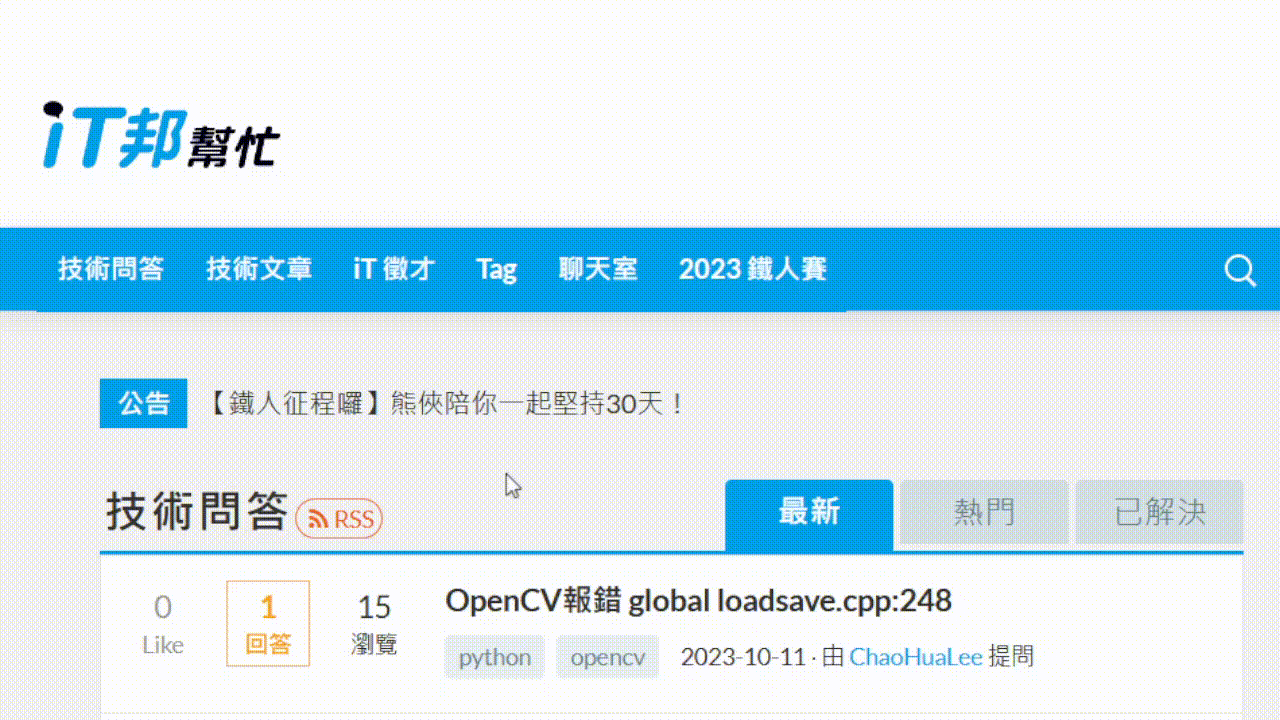 iT邦幫忙
技術問答 技術文章 iT 徵才 Tag 聊天室 2023 鐵人賽
公告 【鐵人征程囉】熊俠陪你一起堅持30天！
技術問答 RSS 最新 熱門 已解決
0 1 15 OpenCV報錯 global loadsave.cpp:248
Like 回答 瀏覽 python opencv 2023-10-11 · 由 ChaoHuaLee 提問